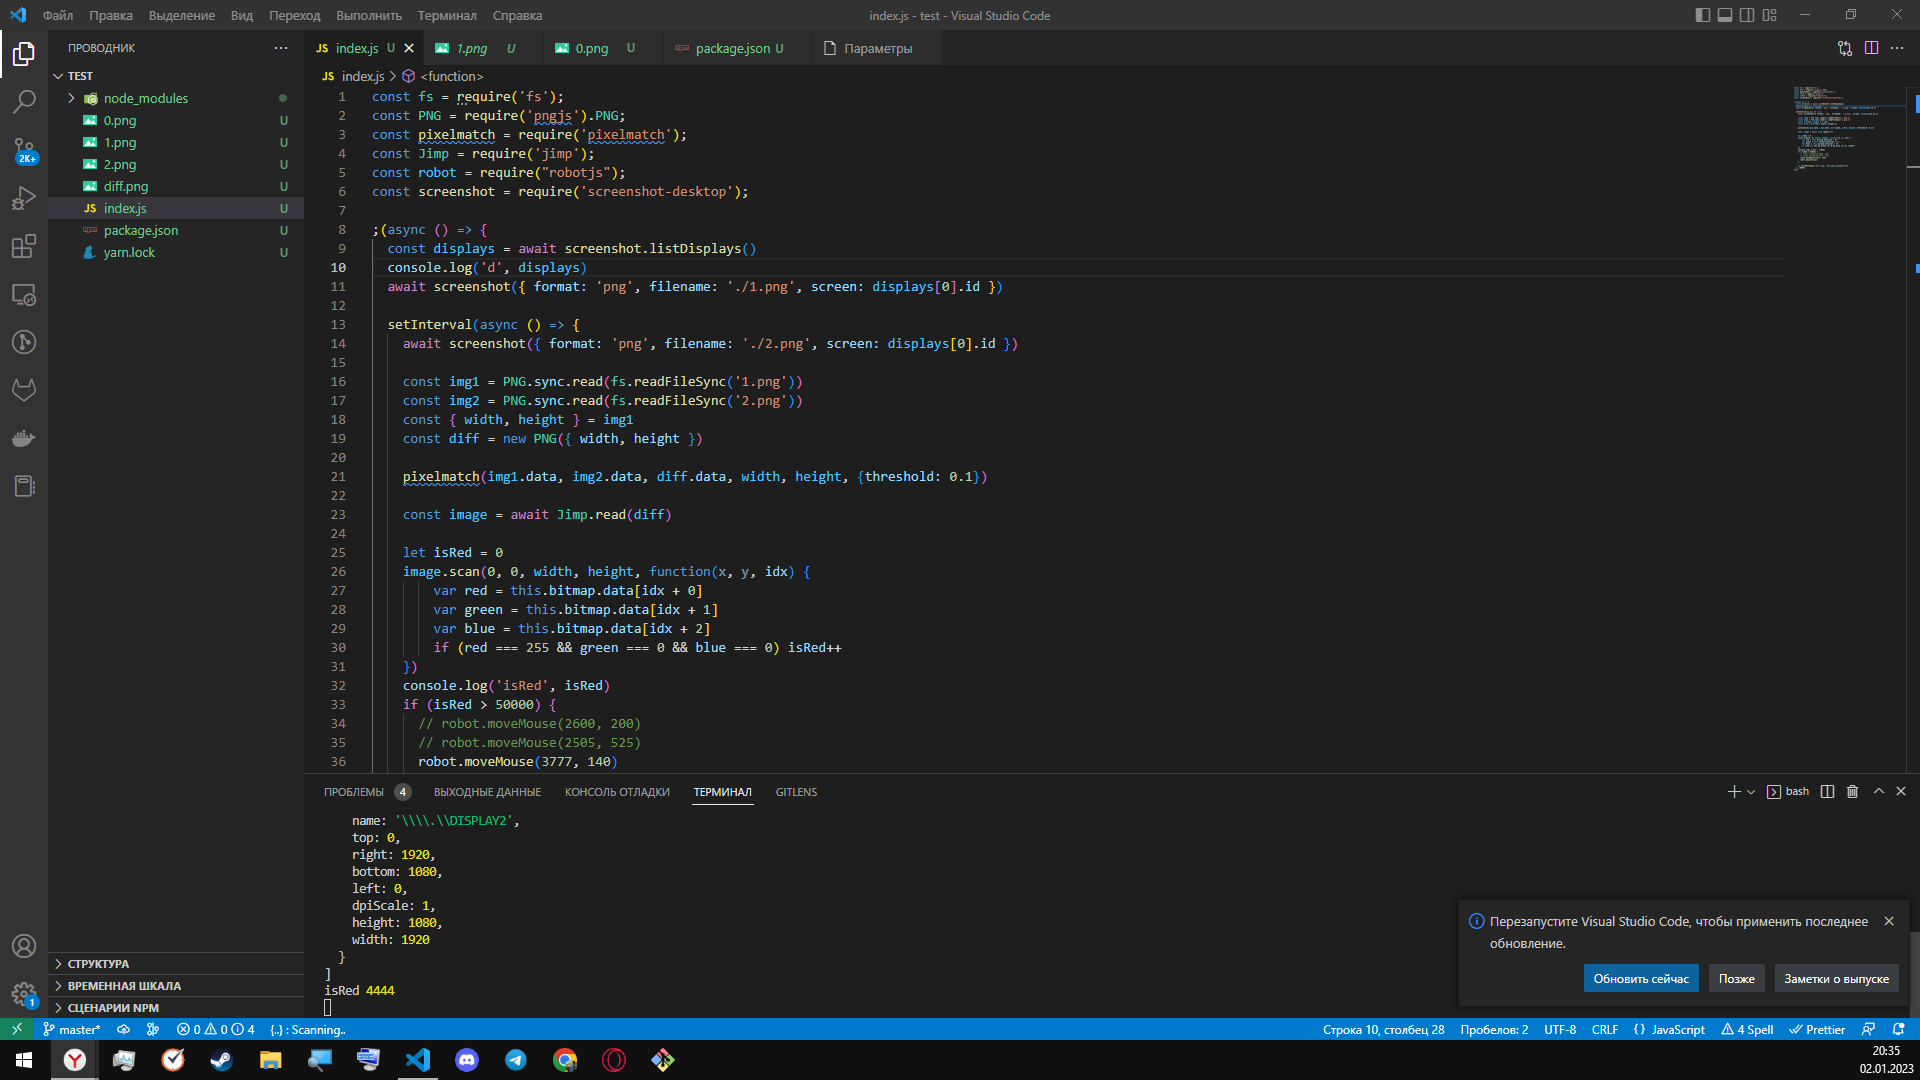 Файл Правка Выделение Вид Переход Выполнить Терминал Справка
index.js - test - Visual Studio Code
ПРОВОДНИК
TEST
node_modules
0.png U
1.png U
2.png U
diff.png U
JS index.js U
package.json U
yarn.lock U
СТРУКТУРА
ВРЕМЕННАЯ ШКАЛА
СЦЕНАРИИ NPM
2K+
1
JS index.js U
1.png U
0.png U
package.json U
Параметры
JS index.js > <function>
1 const fs = require('fs');
2 const PNG = require('pngjs').PNG;
3 const pixelmatch = require('pixelmatch');
4 const Jimp = require('jimp');
5 const robot = require("robotjs");
6 const screenshot = require('screenshot-desktop');
7
8 ;(async () => {
9 const displays = await screenshot.listDisplays()
10 console.log('d', displays)
11 await screenshot({ format: 'png', filename: './1.png', screen: displays[0].id })
12
13 setInterval(async () => {
14 await screenshot({ format: 'png', filename: './2.png', screen: displays[0].id })
15
16 const img1 = PNG.sync.read(fs.readFileSync('1.png'))
17 const img2 = PNG.sync.read(fs.readFileSync('2.png'))
18 const { width, height } = img1
19 const diff = new PNG({ width, height })
20
21 pixelmatch(img1.data, img2.data, diff.data, width, height, {threshold: 0.1})
22
23 const image = await Jimp.read(diff)
24
25 let isRed = 0
26 image.scan(0, 0, width, height, function(x, y, idx) {
27 var red = this.bitmap.data[idx + 0]
28 var green = this.bitmap.data[idx + 1]
29 var blue = this.bitmap.data[idx + 2]
30 if (red === 255 && green === 0 && blue === 0) isRed++
31 })
32 console.log('isRed', isRed)
33 if (isRed > 50000) {
34 // robot.moveMouse(2600, 200)
35 // robot.moveMouse(2505, 525)
36 robot.moveMouse(3777, 140)
ПРОБЛЕМЫ 4 ВЫХОДНЫЕ ДАННЫЕ КОНСОЛЬ ОТЛАДКИ ТЕРМИНАЛ GITLENS
bash
name: '\\\\.\\DISPLAY2',
top: 0,
right: 1920,
bottom: 1080,
left: 0,
dpiScale: 1,
height: 1080,
width: 1920
}
]
isRed 4444
Перезапустите Visual Studio Code, чтобы применить последнее
обновление.
Обновить сейчас Позже Заметки о выпуске
master* 0 0 4 {..} : Scanning..
Строка 10, столбец 28 Пробелов: 2 UTF-8 CRLF {} JavaScript 4 Spell Prettier
20:35
02.01.2023